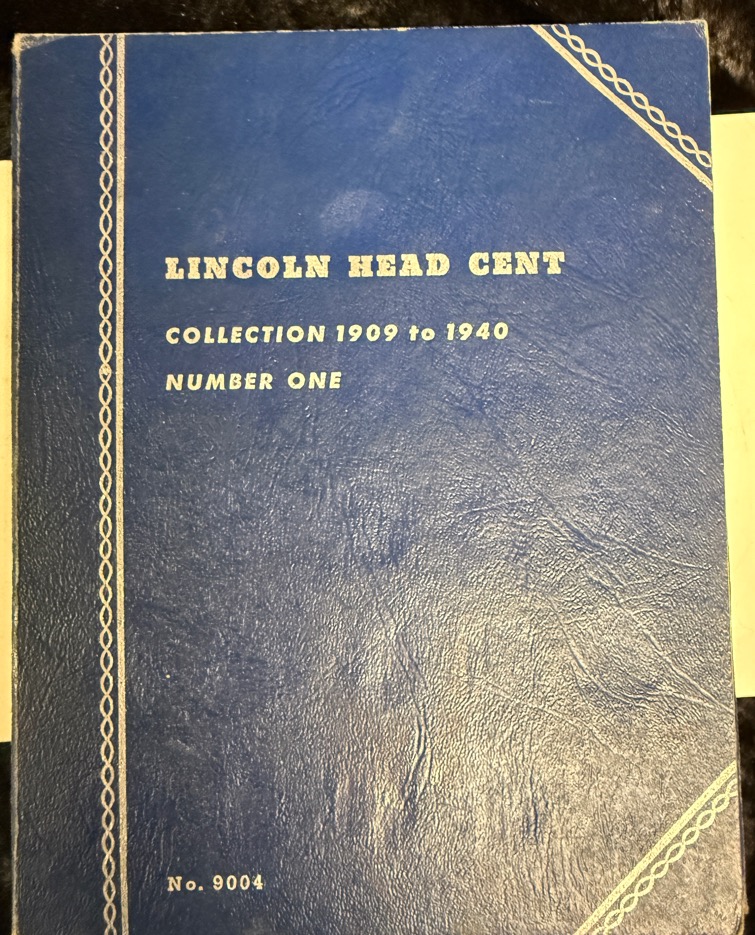 LINCOLN HEAD CENT
COLLECTION 1909 to 1940
NUMBER ONE
No. 9004